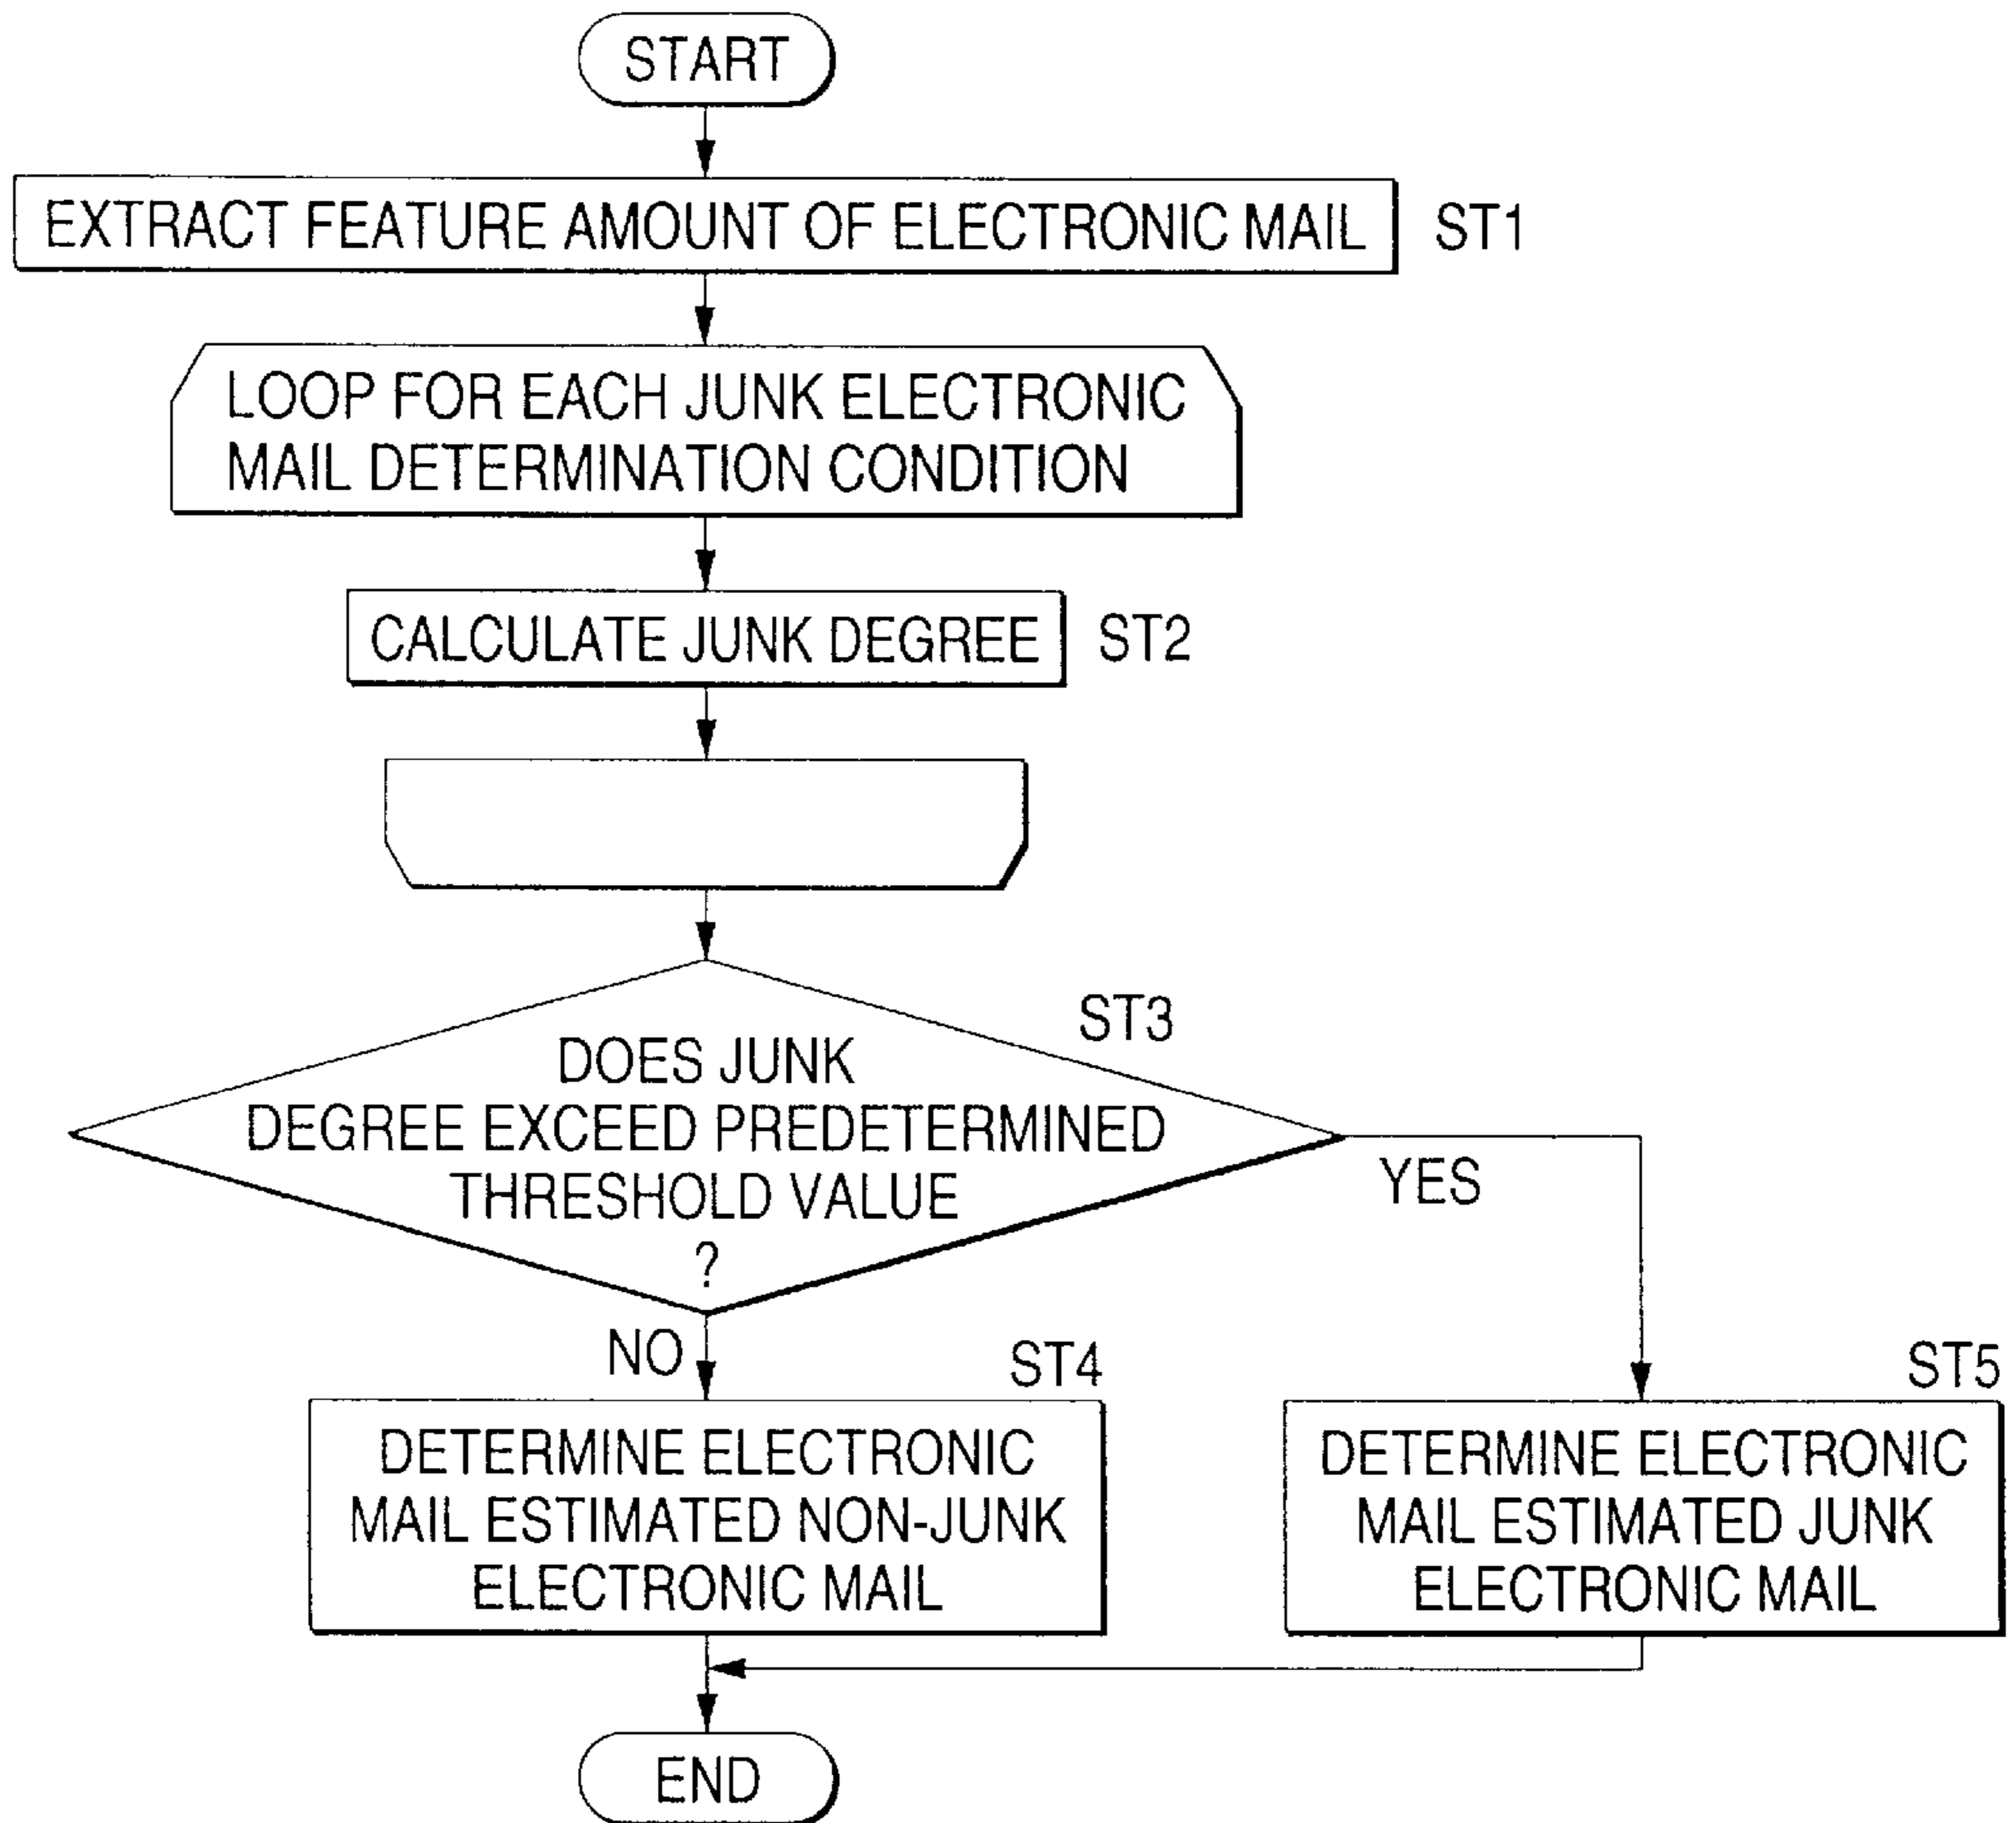 START
EXTRACT FEATURE AMOUNT OF ELECTRONIC MAIL
ST1
LOOP FOR EACH JUNK ELECTRONIC
MAIL DETERMINATION CONDITION
CALCULATE JUNK DEGREE
ST2
ST3
DOES JUNK
DEGREE EXCEED PREDETERMINED
THRESHOLD VALUE
?
YES
NO
ST4
ST5
DETERMINE ELECTRONIC
MAIL ESTIMATED NON-JUNK
ELECTRONIC MAIL
DETERMINE ELECTRONIC
MAIL ESTIMATED JUNK
ELECTRONIC MAIL
END